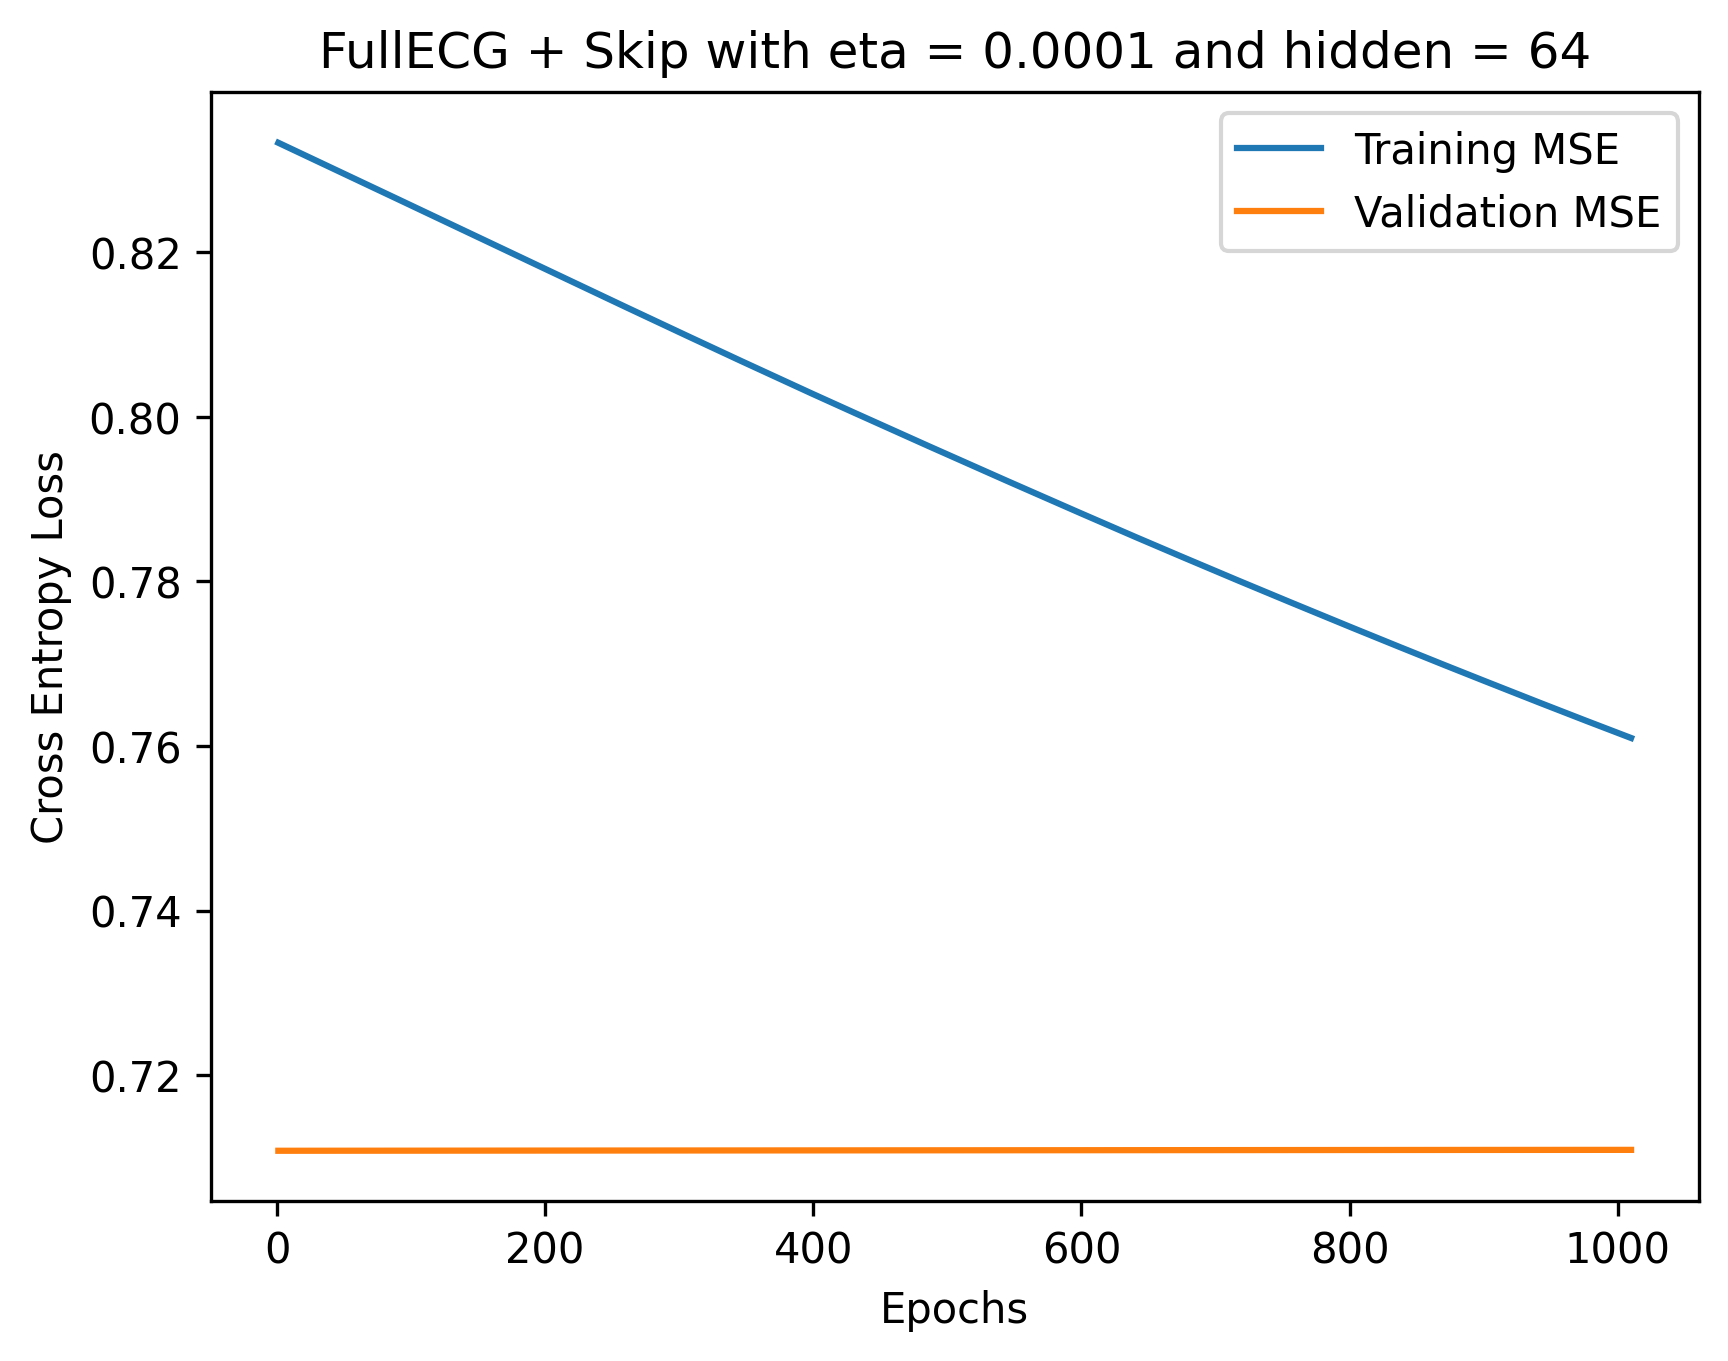 FullECG + Skip with eta = 0.0001 and hidden = 64
Training MSE
Validation MSE
0.82
0.80
0.78
0.76
0.74
0.72
Cross Entropy Loss
0 200 400 600 800 1000
Epochs